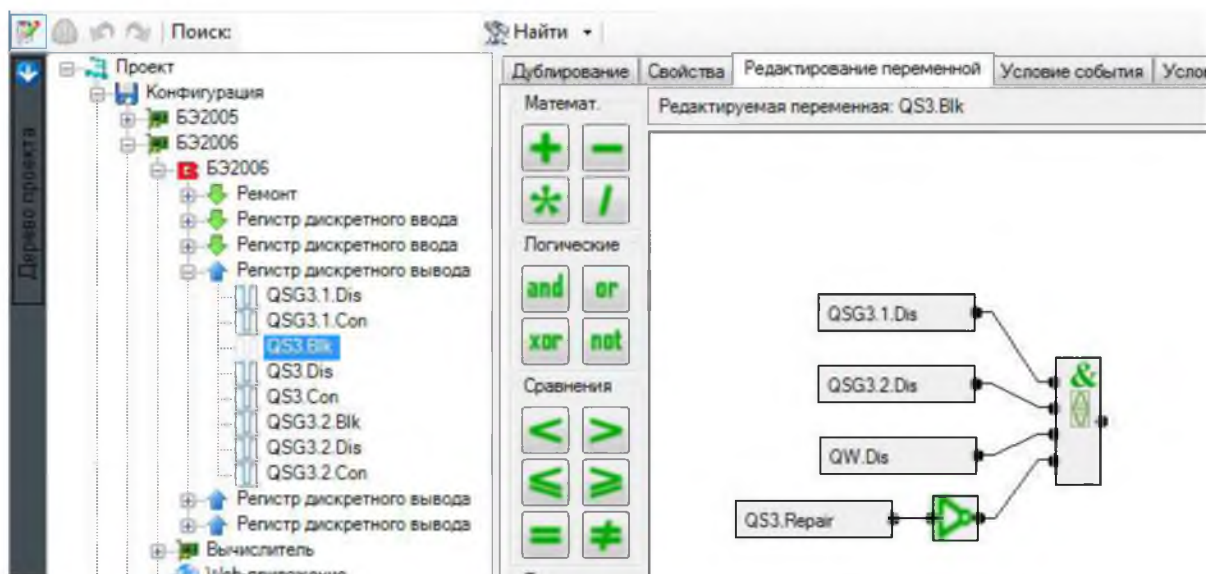 Поиск:
Найти
Дерево проекта
Проект
Конфигурация
БЭ2005
БЭ2006
БЭ2006
Ремонт
Регистр дискретного ввода
Регистр дискретного ввода
Регистр дискретного вывода
QSG3.1.Dis
QSG3.1.Con
QS3.Blk
QS3.Dis
QS3.Con
QSG3.2.Blk
QSG3.2.Dis
QSG3.2.Con
Регистр дискретного вывода
Регистр дискретного вывода
Вычислитель
Дублирование Свойства Редактирование переменной Условие события
Математ.
+ −
* /
Логические
and or
xor not
Сравнения
< >
≤ ≥
= ≠
Редактируемая переменная: QS3.Blk
QSG3.1.Dis
&
QSG3.2.Dis
QW.Dis
QS3.Repair